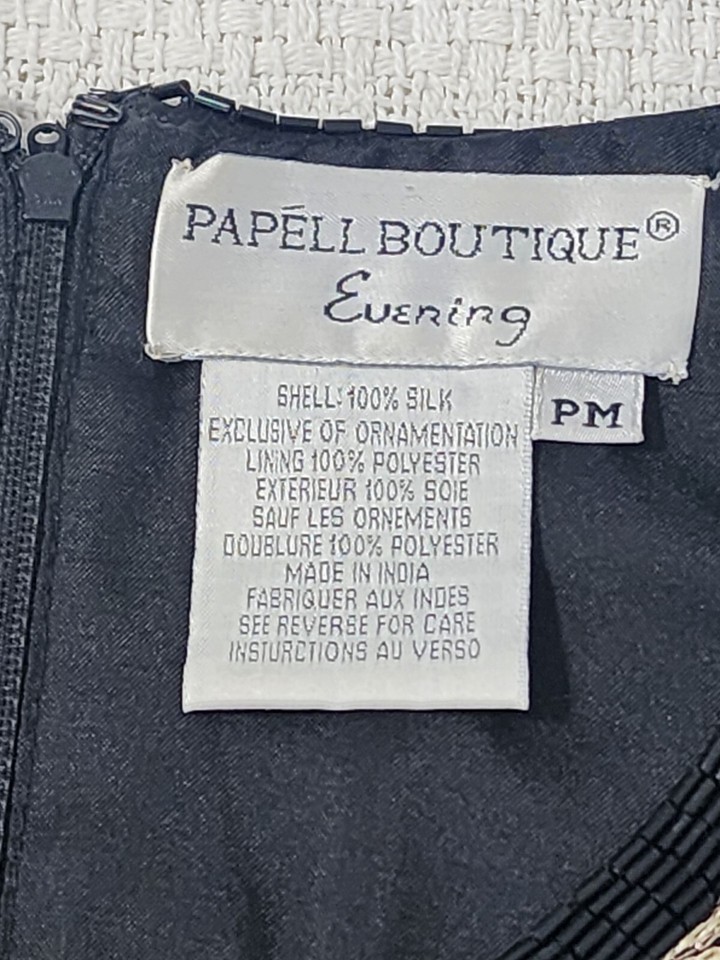 PAPÉLL BOUTIQUE®
Evening
PM
SHELL: 100% SILK
EXCLUSIVE OF ORNAMENTATION
LINING 100% POLYESTER
EXTERIEUR 100% SOIE
SAUF LES ORNEMENTS
DOUBLURE 100% POLYESTER
MADE IN INDIA
FABRIQUER AUX INDES
SEE REVERSE FOR CARE
INSTURCTIONS AU VERSO